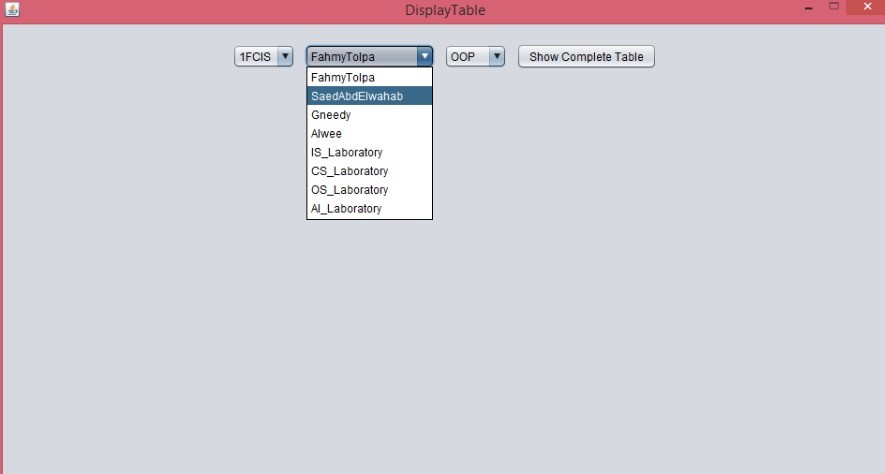 DisplayTable
1FCIS FahmyTolpa OOP Show Complete Table
FahmyTolpa
SaedAbdElwahab
Gneedy
Alwee
IS_Laboratory
CS_Laboratory
OS_Laboratory
AI_Laboratory